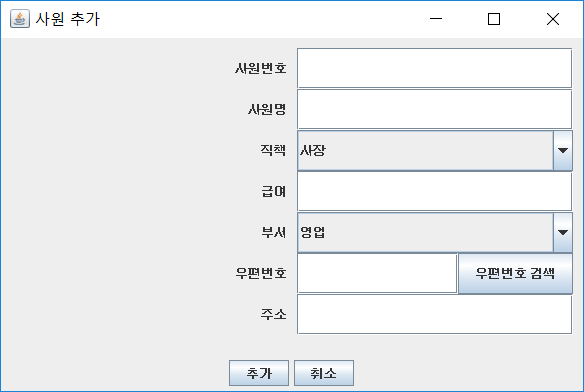 사원 추가
사원번호
사원명
직책 사장
급여
부서 영업
우편번호 우편번호 검색
주소
추가 취소